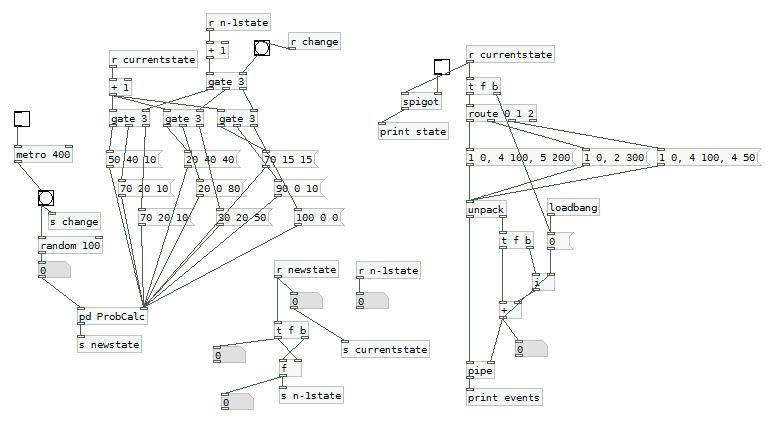 r n-1state
r change
+ 1
r currentstate
gate 3
+ 1
gate 3
gate 3
gate 3
metro 400
50 40 10
20 40 40
70 15 15
70 20 10
20 0 80
90 0 10
s change
70 20 10
30 20 50
100 0 0
random 100
0
pd ProbCalc
s newstate
r newstate
r n-1state
0
0
t f b
0
s currentstate
f
0
s n-1state
r currentstate
t f b
spigot
route 0 1 2
print state
1 0, 4 100, 5 200
1 0, 2 300
1 0, 4 100, 4 50
unpack
loadbang
t f b
0
i
+
0
pipe
print events